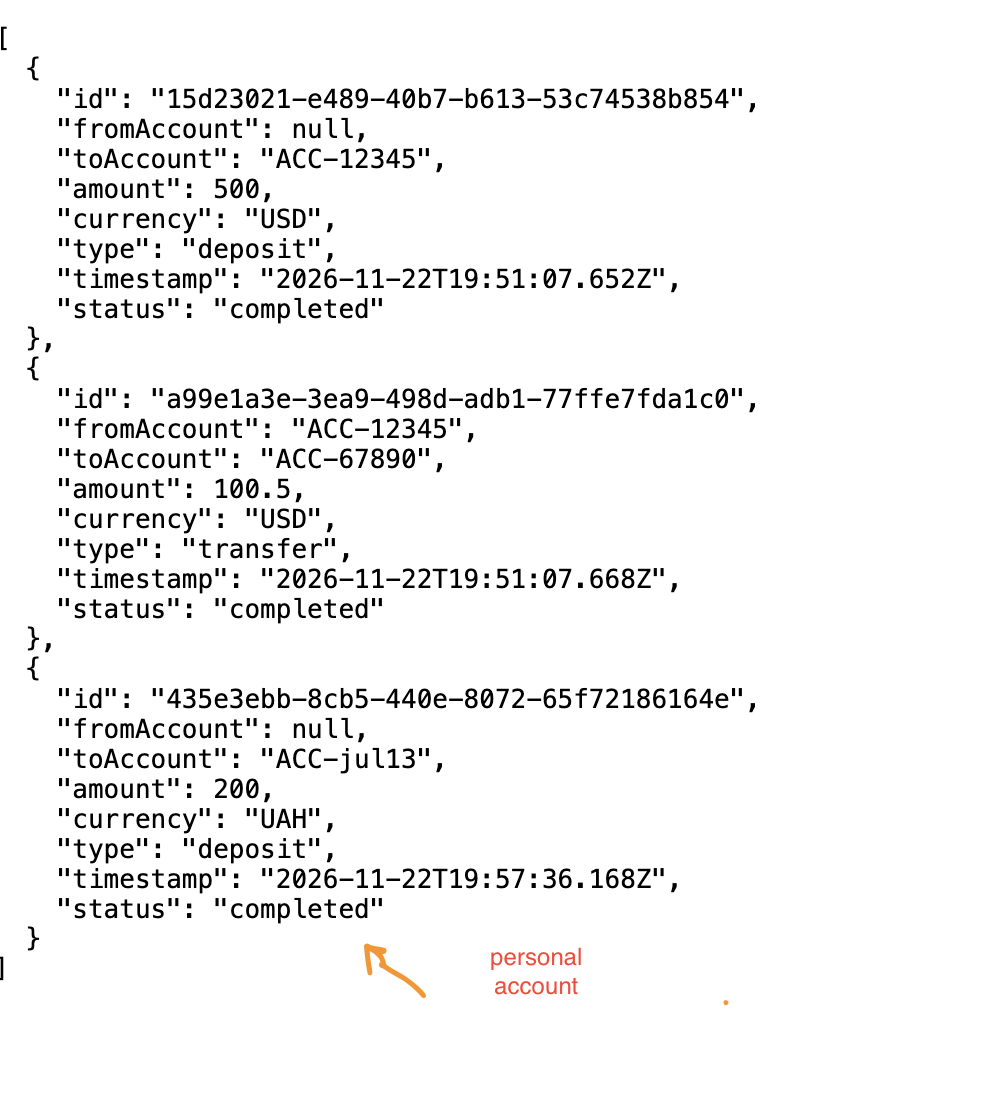 [
  {
    "id": "15d23021-e489-40b7-b613-53c74538b854",
    "fromAccount": null,
    "toAccount": "ACC-12345",
    "amount": 500,
    "currency": "USD",
    "type": "deposit",
    "timestamp": "2026-11-22T19:51:07.652Z",
    "status": "completed"
  },
  {
    "id": "a99e1a3e-3ea9-498d-adb1-77ffe7fda1c0",
    "fromAccount": "ACC-12345",
    "toAccount": "ACC-67890",
    "amount": 100.5,
    "currency": "USD",
    "type": "transfer",
    "timestamp": "2026-11-22T19:51:07.668Z",
    "status": "completed"
  },
  {
    "id": "435e3ebb-8cb5-440e-8072-65f72186164e",
    "fromAccount": null,
    "toAccount": "ACC-jul13",
    "amount": 200,
    "currency": "UAH",
    "type": "deposit",
    "timestamp": "2026-11-22T19:57:36.168Z",
    "status": "completed"
  }
]
personal
account